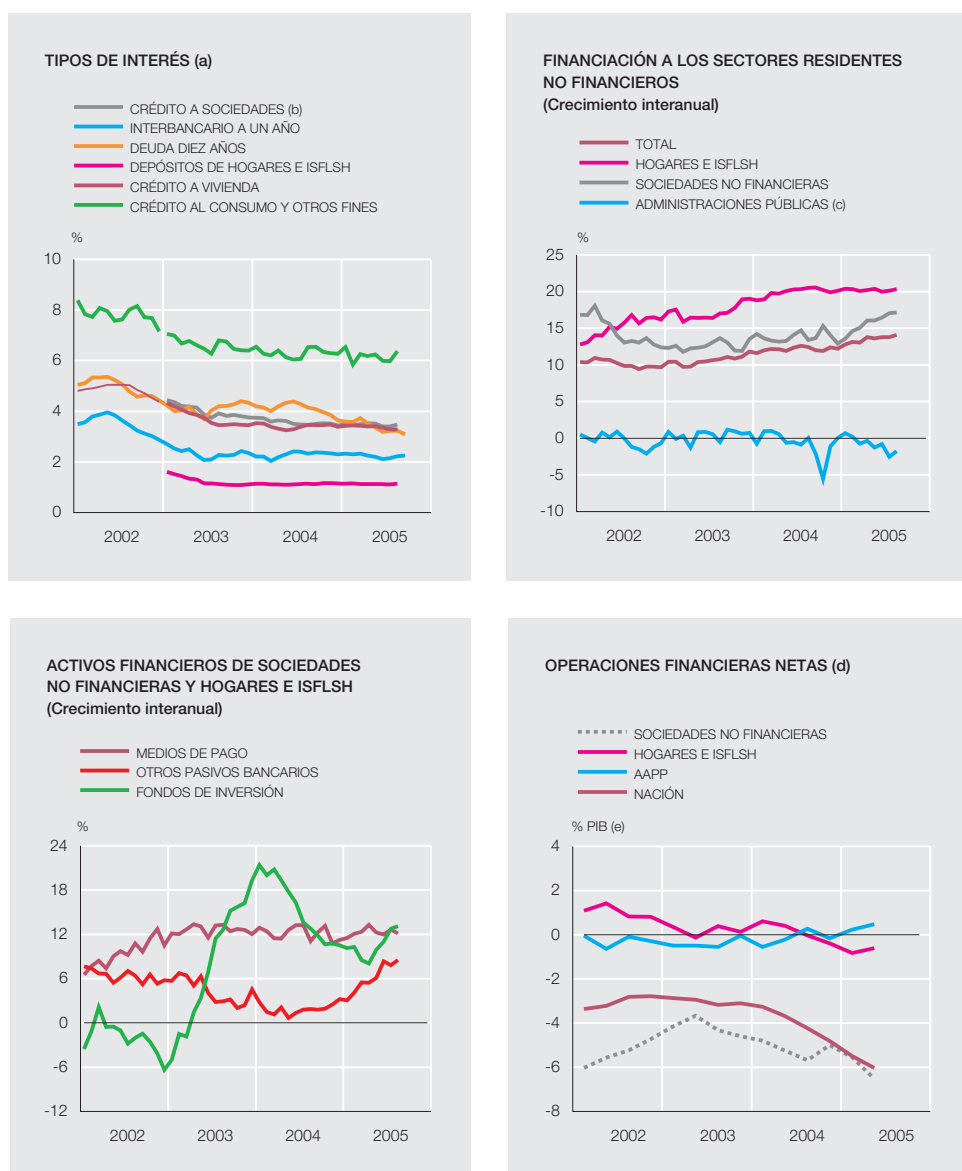 TIPOS DE INTERÉS (a)
CRÉDITO A SOCIEDADES (b)
INTERBANCARIO A UN AÑO
DEUDA DIEZ AÑOS
DEPÓSITOS DE HOGARES E ISFLSH
CRÉDITO A VIVIENDA
CRÉDITO AL CONSUMO Y OTROS FINES
%
10
8
6
4
2
0
2002 2003 2004 2005
FINANCIACIÓN A LOS SECTORES RESIDENTES
NO FINANCIEROS
(Crecimiento interanual)
TOTAL
HOGARES E ISFLSH
SOCIEDADES NO FINANCIERAS
ADMINISTRACIONES PÚBLICAS (c)
%
25
20
15
10
5
0
-5
-10
2002 2003 2004 2005
ACTIVOS FINANCIEROS DE SOCIEDADES
NO FINANCIERAS Y HOGARES E ISFLSH
(Crecimiento interanual)
MEDIOS DE PAGO
OTROS PASIVOS BANCARIOS
FONDOS DE INVERSIÓN
%
24
18
12
6
0
-6
-12
2002 2003 2004 2005
OPERACIONES FINANCIERAS NETAS (d)
SOCIEDADES NO FINANCIERAS
HOGARES E ISFLSH
AAPP
NACIÓN
% PIB (e)
4
2
0
-2
-4
-6
-8
2002 2003 2004 2005